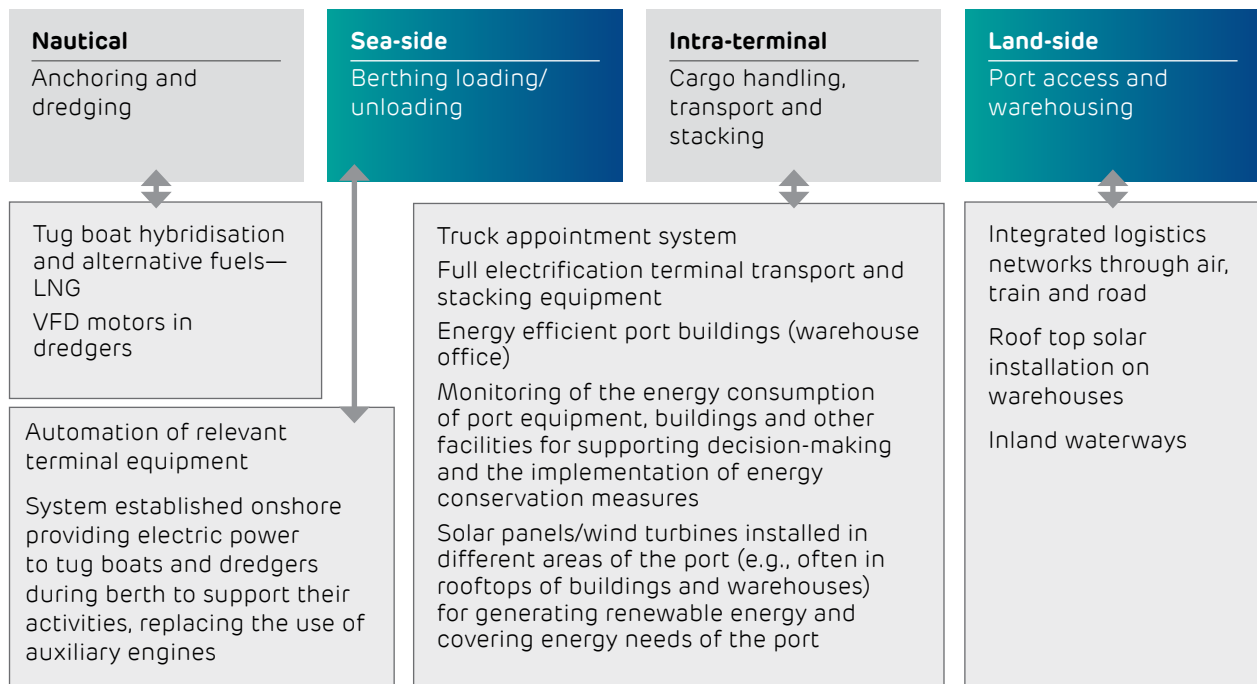 Nautical
Anchoring and
dredging
Sea-side
Berthing loading/
unloading
Intra-terminal
Cargo handling,
transport and
stacking
Land-side
Port access and
warehousing
Tug boat hybridisation
and alternative fuels—
LNG
VFD motors in
dredgers
Automation of relevant
terminal equipment
System established onshore
providing electric power
to tug boats and dredgers
during berth to support their
activities, replacing the use of
auxiliary engines
Truck appointment system
Full electrification terminal transport and
stacking equipment
Energy efficient port buildings (warehouse
office)
Monitoring of the energy consumption
of port equipment, buildings and other
facilities for supporting decision-making
and the implementation of energy
conservation measures
Solar panels/wind turbines installed in
different areas of the port (e.g., often in
rooftops of buildings and warehouses)
for generating renewable energy and
covering energy needs of the port
Integrated logistics
networks through air,
train and road
Roof top solar
installation on
warehouses
Inland waterways